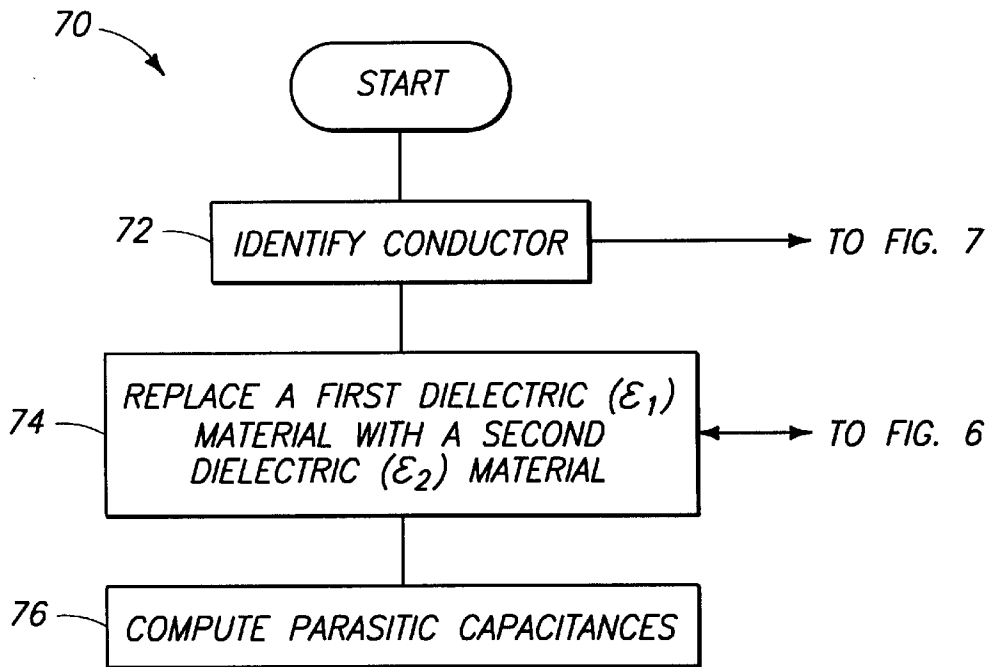 70
START
72
IDENTIFY CONDUCTOR
TO FIG. 7
74
REPLACE A FIRST DIELECTRIC (ε1)
MATERIAL WITH A SECOND
DIELECTRIC (ε2) MATERIAL
TO FIG. 6
76
COMPUTE PARASITIC CAPACITANCES